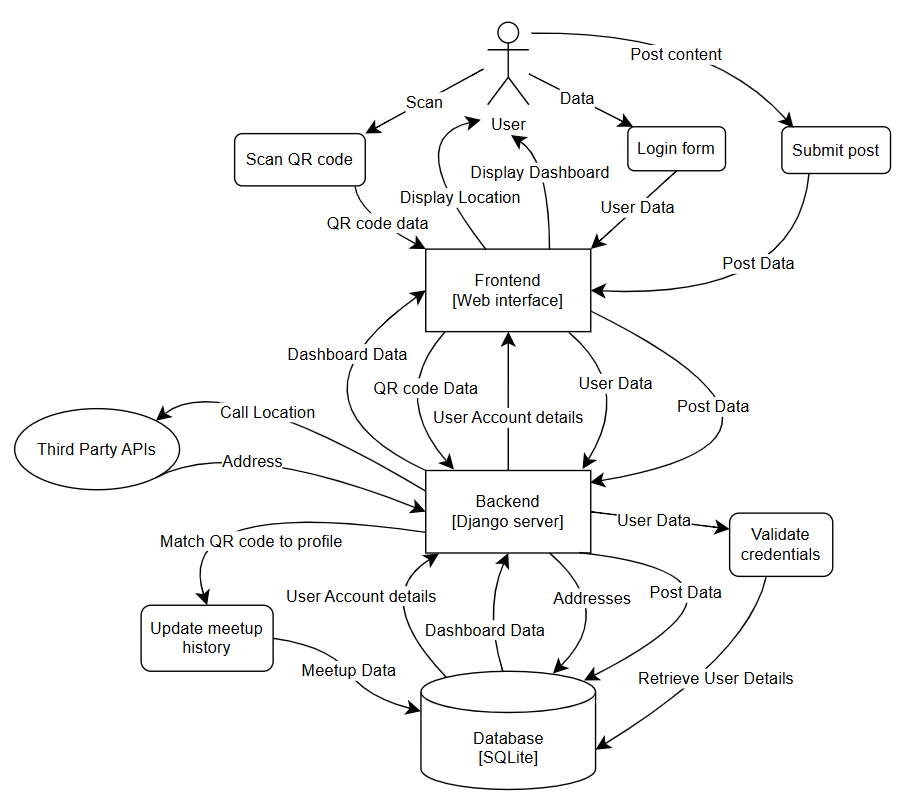 Post content
Scan
Data
User
Scan QR code
Login form
Submit post
Display Dashboard
Display Location
User Data
QR code data
Post Data
Frontend
[Web interface]
Dashboard Data
QR code Data
User Data
User Account details
Post Data
Call Location
Third Party APIs
Address
Backend
[Django server]
User Data
Validate
credentials
Match QR code to profile
User Account details
Addresses
Post Data
Update meetup
history
Dashboard Data
Meetup Data
Retrieve User Details
Database
[SQLite]